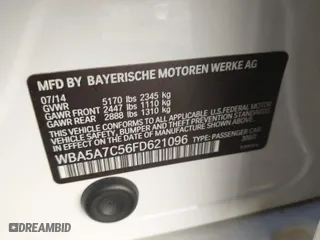 MFD BY BAYERISCHE MOTOREN WERKE AG
07/14
GVWR 5170 lbs 2345 kg
GAWR FRONT 2447 lbs 1110 kg
GAWR REAR 2888 lbs 1310 kg
THIS VEHICLE CONFORMS TO ALL APPLICABLE U.S. FEDERAL MOTOR
VEHICLE SAFETY, BUMPER, AND THEFT PREVENTION
STANDARDS IN EFFECT ON THE DATE OF
MANUFACTURE SHOWN ABOVE.
WBA5A7C56FD621096 TYPE: PASSENGER CAR
DREAMBID